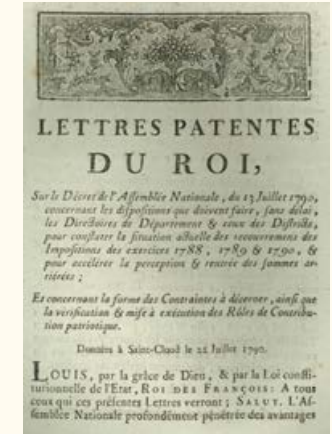 LETTRES PATENTES
DU ROI,
Sur le Décret de l'Assemblée Nationale, du 13 Juillet 1790,
concernant les dispositions que doivent faire, sans délai,
les Directoires de Département & ceux des Districts,
pour constater la situation actuelle des recouvremens des
Impositions des exercices 1788, 1789 & 1790, &
pour accélérer la perception & rentrée des sommes ar-
riérées ;
Et concernant la forme des Contraintes à décerner, ainsi que
la vérification & mise à exécution des Rôles de Contribu-
tion patriotique.
Données à Saint-Cloud le 22 Juillet 1790.
LOUIS, par la grâce de Dieu, & par la Loi consti-
tutionnelle de l'Etat, ROI DES FRANÇOIS: A tous
ceux qui ces présentes Lettres verront ; SALUT. L'As-
semblée Nationale profondément pénétrée des avantages